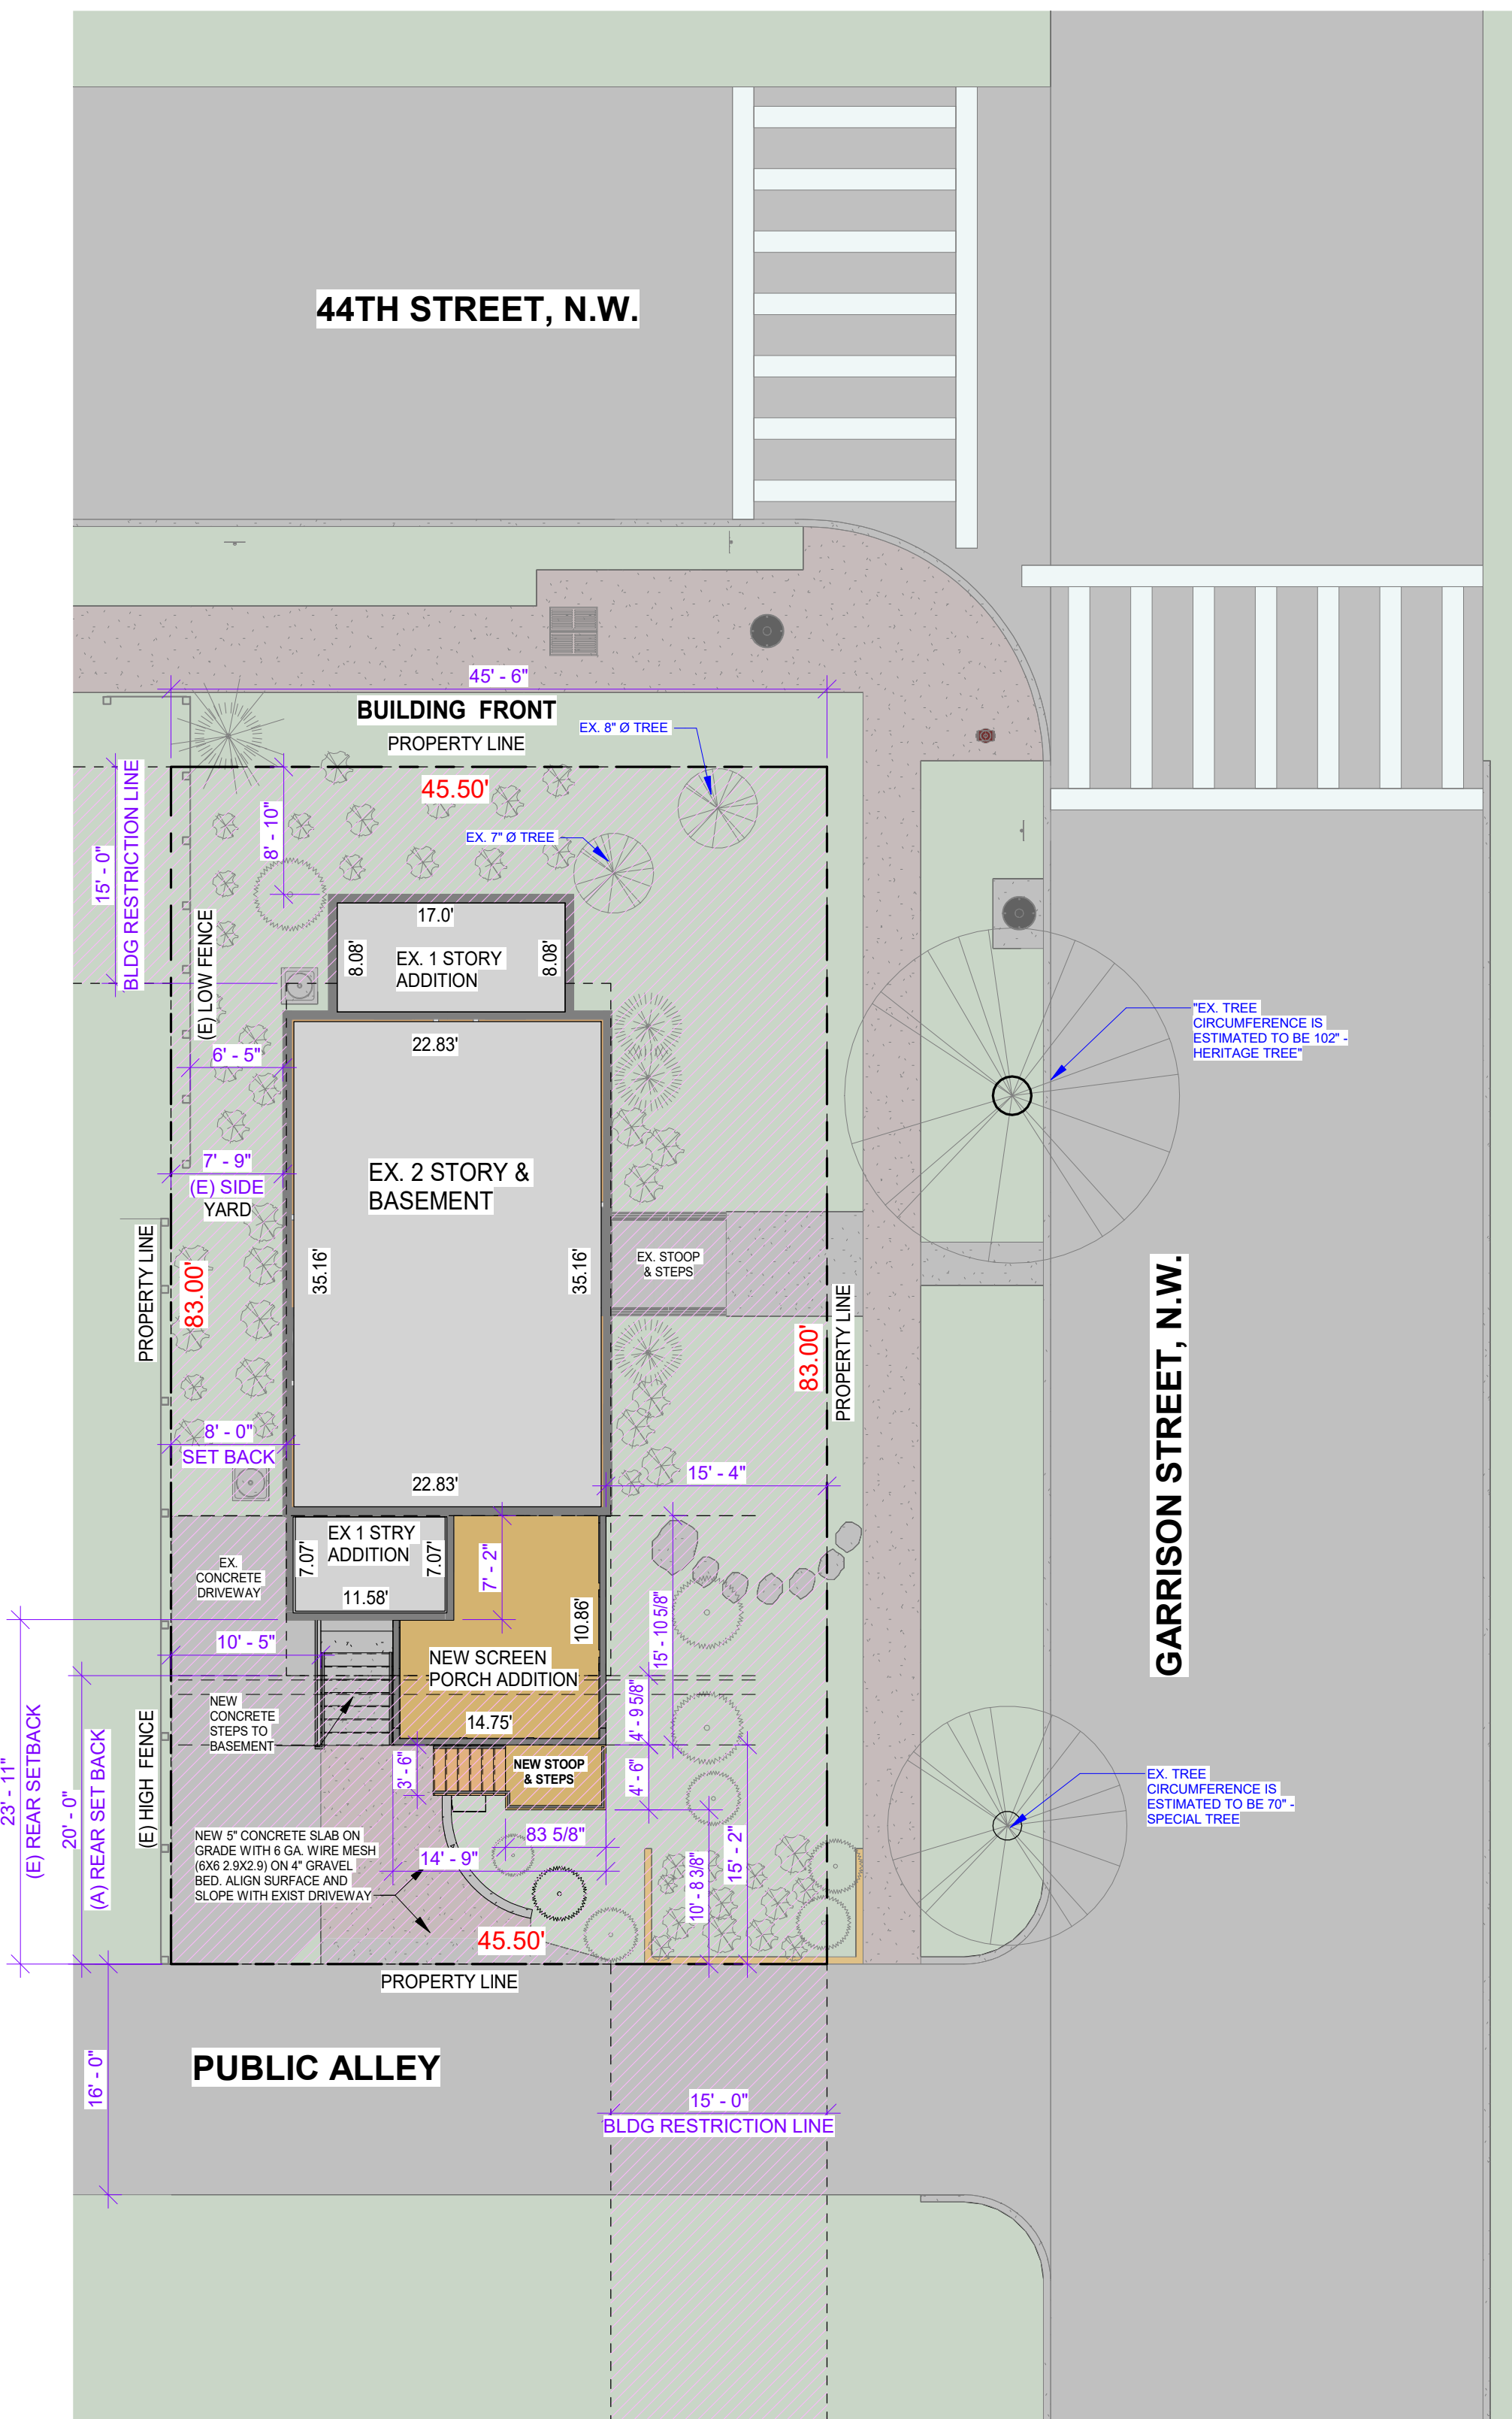 44TH STREET, N.W.
45' - 6"
BUILDING FRONT
PROPERTY LINE
EX. 8" Ø TREE
45.50'
EX. 7" Ø TREE
15' - 0"
BLDG RESTRICTION LINE
8' - 10"
(E) LOW FENCE
17.0'
8.08'
8.08'
EX. 1 STORY
ADDITION
"EX. TREE
CIRCUMFERENCE IS
ESTIMATED TO BE 102" -
HERITAGE TREE"
22.83'
6' - 5"
7' - 9"
(E) SIDE
YARD
EX. 2 STORY &
BASEMENT
PROPERTY LINE
83.00'
35.16'
35.16'
EX. STOOP
& STEPS
83.00'
PROPERTY LINE
GARRISON STREET, N.W.
8' - 0"
SET BACK
22.83'
15' - 4"
EX 1 STRY
ADDITION
7.07'
7.07'
11.58'
7' - 2"
EX.
CONCRETE
DRIVEWAY
10.86'
15' - 10 5/8"
10' - 5"
NEW SCREEN
PORCH ADDITION
14.75'
4' - 9 5/8"
NEW
CONCRETE
STEPS TO
BASEMENT
23' - 11"
(E) REAR SETBACK
20' - 0"
(A) REAR SET BACK
(E) HIGH FENCE
3' - 6"
NEW STOOP
& STEPS
4' - 6"
EX. TREE
CIRCUMFERENCE IS
ESTIMATED TO BE 70" -
SPECIAL TREE
NEW 5" CONCRETE SLAB ON
GRADE WITH 6 GA. WIRE MESH
(6X6 2.9X2.9) ON 4" GRAVEL
BED. ALIGN SURFACE AND
SLOPE WITH EXIST DRIVEWAY
83 5/8"
14' - 9"
10' - 8 3/8"
15' - 2"
45.50'
PROPERTY LINE
PUBLIC ALLEY
16' - 0"
15' - 0"
BLDG RESTRICTION LINE